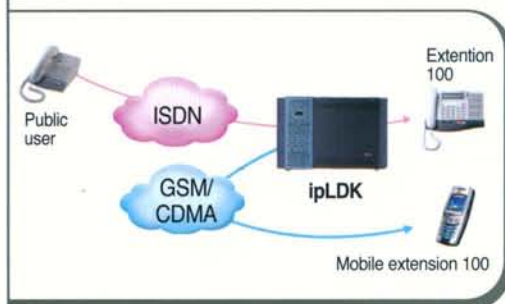 Public
user
ISDN
GSM/
CDMA
ipLDK
Extention
100
Mobile extension 100